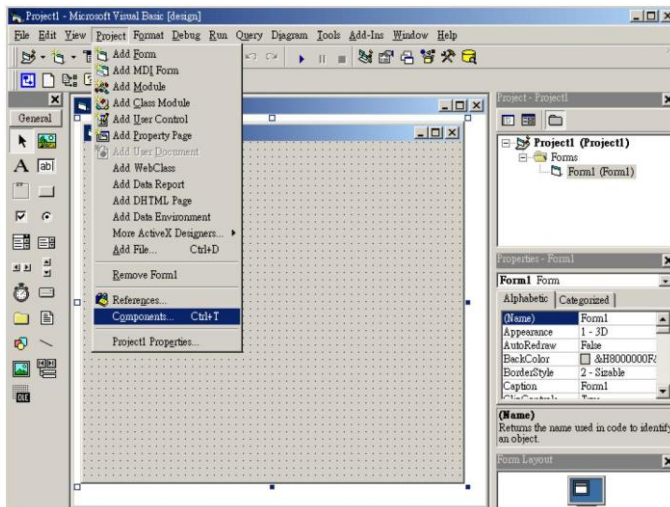 Project1 - Microsoft Visual Basic [design]
File Edit View Project Format Debug Run Query Diagram Tools Add-Ins Window Help
Add Form
Add MDI Form
Add Module
Add Class Module
Add User Control
Add Property Page
Add User Document
Add WebClass
Add Data Report
Add DHTML Page
Add Data Environment
More ActiveX Designers...
Add File... Ctrl+D
Remove Form1
References...
Components... Ctrl+T
Project1 Properties...
General
A ab|
OLE
Project - Project1
Project1 (Project1)
Forms
Form1 (Form1)
Properties - Form1
Form1 Form
Alphabetic Categorized
(Name) Form1
Appearance 1 - 3D
AutoRedraw False
BackColor &H8000000F&
BorderStyle 2 - Sizable
Caption Form1
ClipControls True
(Name)
Returns the name used in code to identify
an object.
Form Layout